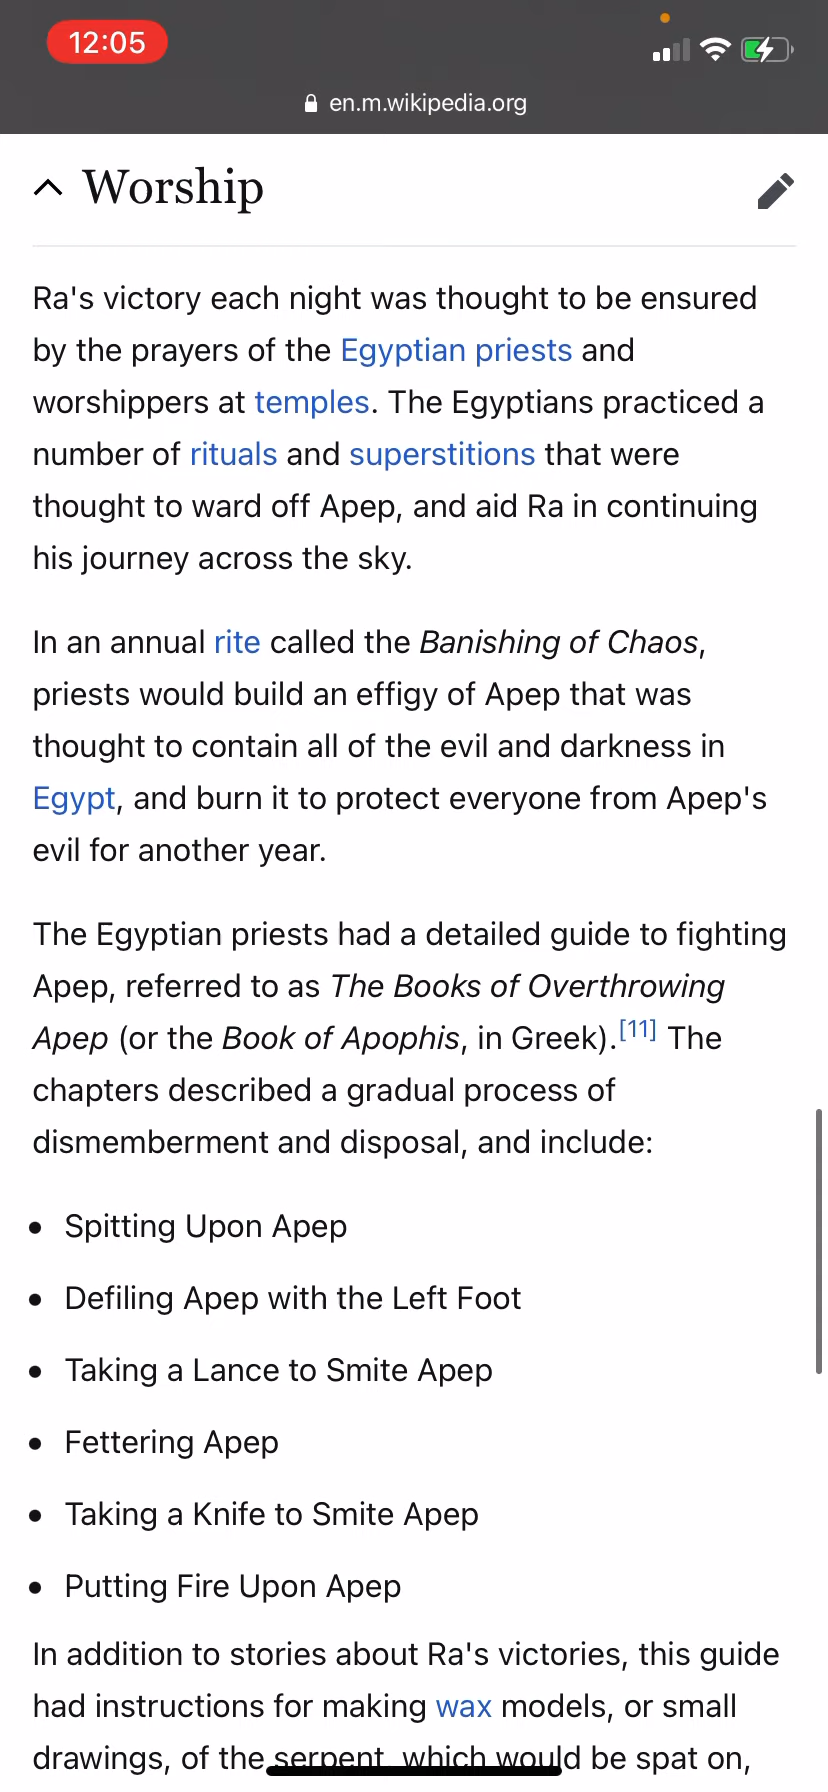 12:05
en.m.wikipedia.org
Worship
Ra's victory each night was thought to be ensured
by the prayers of the Egyptian priests and
worshippers at temples. The Egyptians practiced a
number of rituals and superstitions that were
thought to ward off Apep, and aid Ra in continuing
his journey across the sky.
In an annual rite called the Banishing of Chaos,
priests would build an effigy of Apep that was
thought to contain all of the evil and darkness in
Egypt, and burn it to protect everyone from Apep's
evil for another year.
The Egyptian priests had a detailed guide to fighting
Apep, referred to as The Books of Overthrowing
Apep (or the Book of Apophis, in Greek).[11] The
chapters described a gradual process of
dismemberment and disposal, and include:
• Spitting Upon Apep
• Defiling Apep with the Left Foot
• Taking a Lance to Smite Apep
• Fettering Apep
• Taking a Knife to Smite Apep
• Putting Fire Upon Apep
In addition to stories about Ra's victories, this guide
had instructions for making wax models, or small
drawings, of the serpent, which would be spat on,